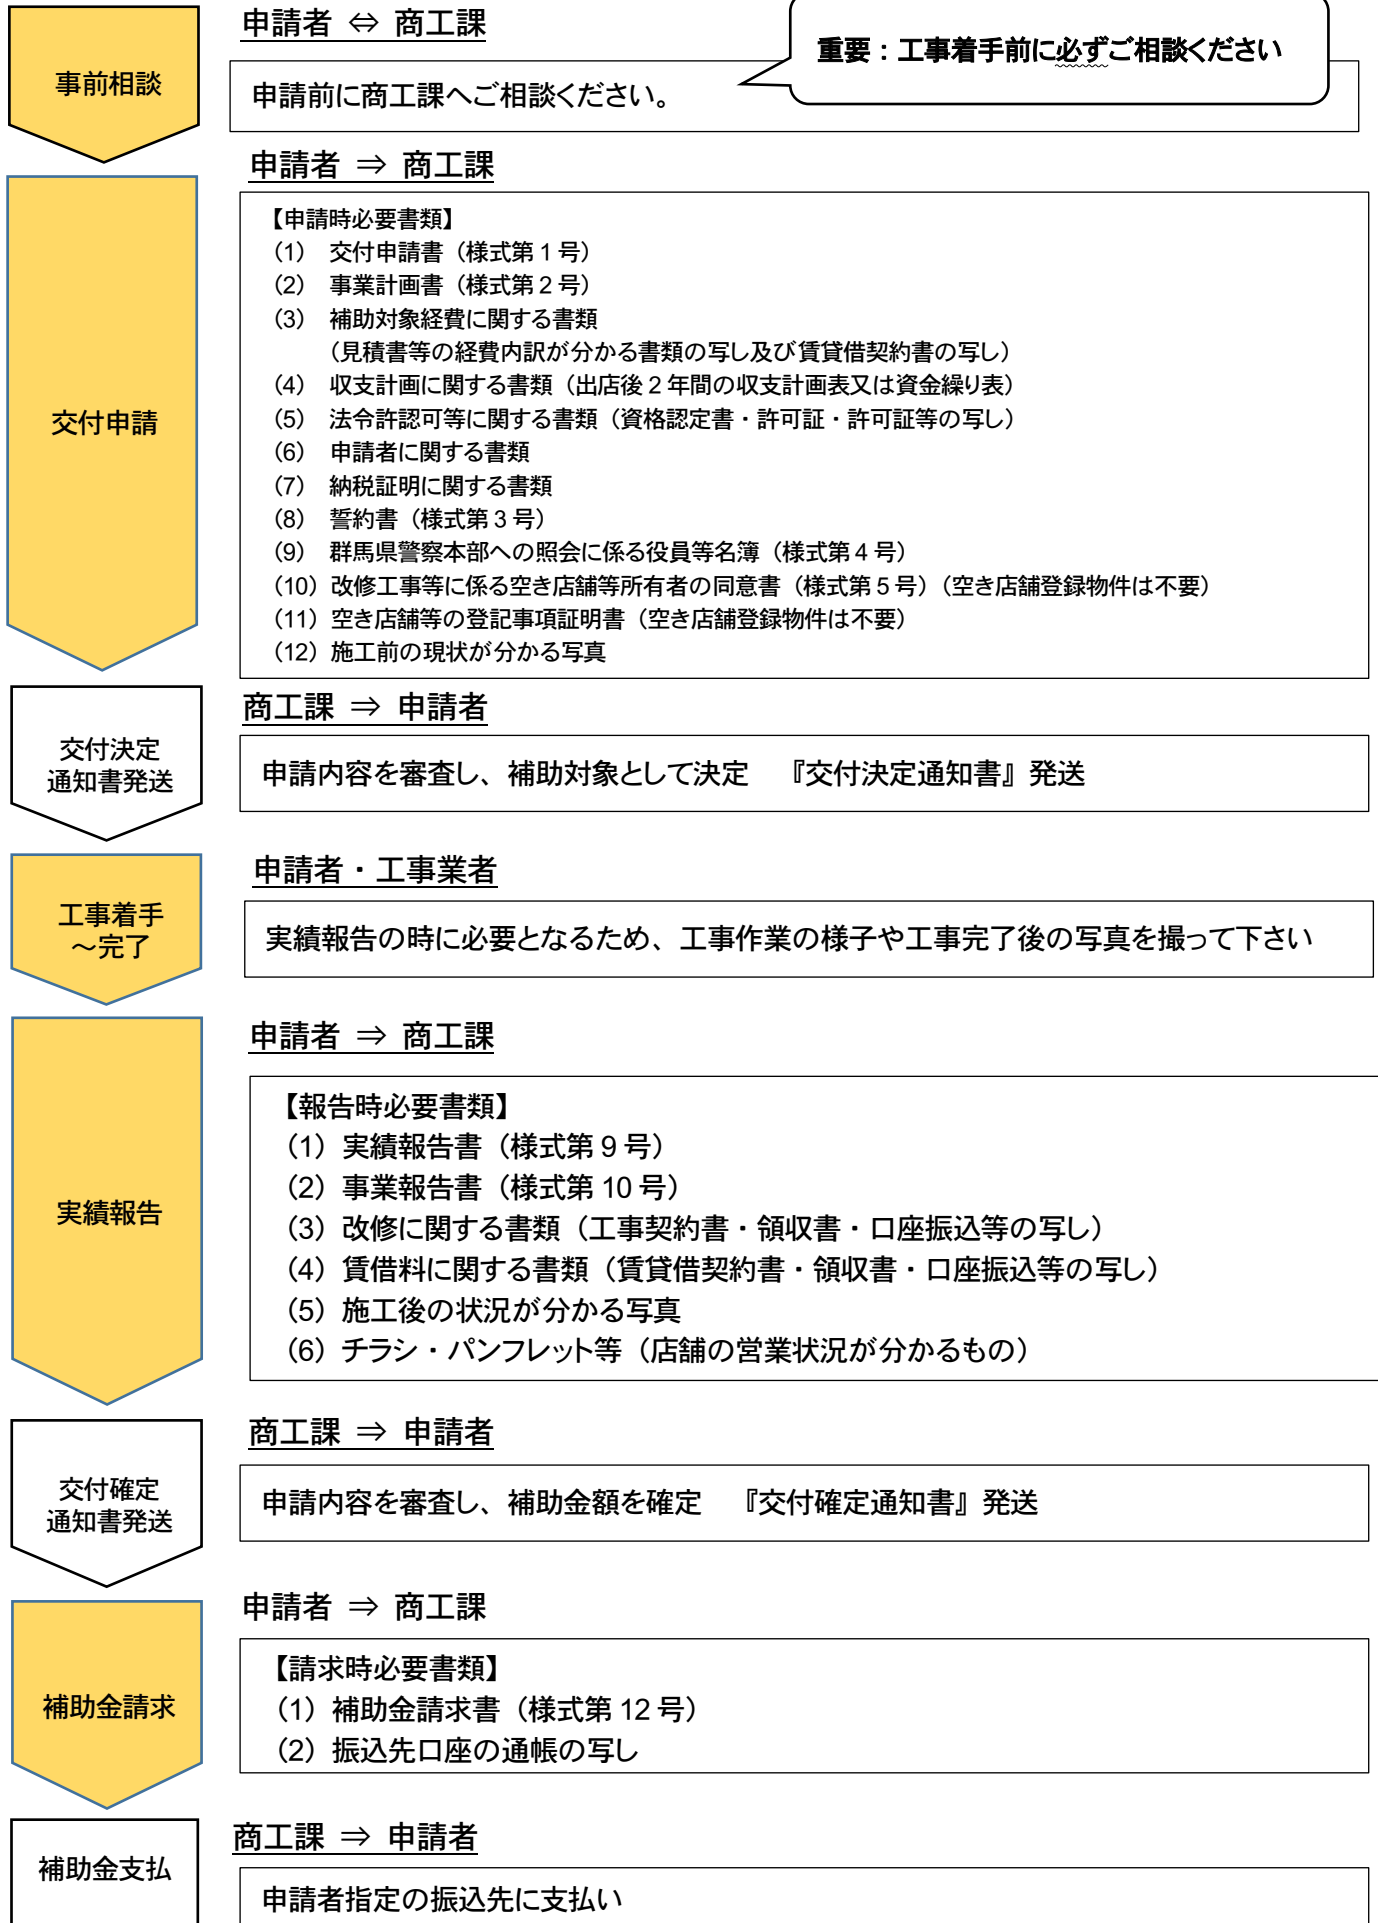 申請者 ⇔ 商工課
重要：工事着手前に必ずご相談ください
事前相談
申請前に商工課へご相談ください。
申請者 ⇒ 商工課
交付申請
【申請時必要書類】
（1） 交付申請書（様式第１号）
（2） 事業計画書（様式第２号）
（3） 補助対象経費に関する書類
（見積書等の経費内訳が分かる書類の写し及び賃貸借契約書の写し）
（4） 収支計画に関する書類（出店後２年間の収支計画表又は資金繰り表）
（5） 法令許認可等に関する書類（資格認定書・許可証・許可証等の写し）
（6） 申請者に関する書類
（7） 納税証明に関する書類
（8） 誓約書（様式第３号）
（9） 群馬県警察本部への照会に係る役員等名簿（様式第４号）
（10）改修工事等に係る空き店舗等所有者の同意書（様式第５号）（空き店舗登録物件は不要）
（11）空き店舗等の登記事項証明書（空き店舗登録物件は不要）
（12）施工前の現状が分かる写真
商工課 ⇒ 申請者
交付決定
通知書発送
申請内容を審査し、補助対象として決定　『交付決定通知書』発送
申請者・工事業者
工事着手
～完了
実績報告の時に必要となるため、工事作業の様子や工事完了後の写真を撮って下さい
申請者 ⇒ 商工課
実績報告
【報告時必要書類】
（1）実績報告書（様式第９号）
（2）事業報告書（様式第 10 号）
（3）改修に関する書類（工事契約書・領収書・口座振込等の写し）
（4）賃借料に関する書類（賃貸借契約書・領収書・口座振込等の写し）
（5）施工後の状況が分かる写真
（6）チラシ・パンフレット等（店舗の営業状況が分かるもの）
商工課 ⇒ 申請者
交付確定
通知書発送
申請内容を審査し、補助金額を確定　『交付確定通知書』発送
申請者 ⇒ 商工課
補助金請求
【請求時必要書類】
（1）補助金請求書（様式第 12 号）
（2）振込先口座の通帳の写し
商工課 ⇒ 申請者
補助金支払
申請者指定の振込先に支払い